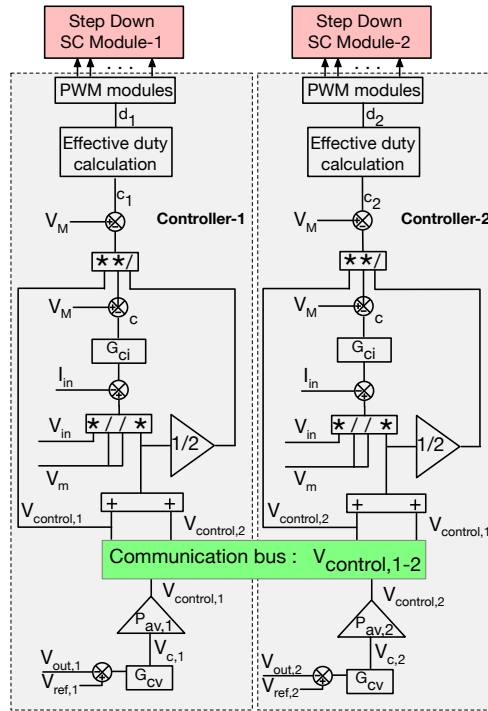 Step Down
SC Module-1
Step Down
SC Module-2
. . .
. . .
PWM modules
PWM modules
d1
d2
Effective duty
calculation
Effective duty
calculation
c1
c2
VM
Controller-1
VM
Controller-2
**/
**/
VM
c
VM
c
Gci
Gci
Iin
Iin
Vin
*//*
1/2
Vin
*//*
1/2
Vm
Vm
+ +
+ +
Vcontrol,1
Vcontrol,2
Vcontrol,2
Vcontrol,1
Communication bus : Vcontrol,1-2
Vcontrol,1
Vcontrol,2
Pav,1
Pav,2
Vc,1
Vc,2
Vout,1
Vout,2
Vref,1
Gcv
Vref,2
Gcv